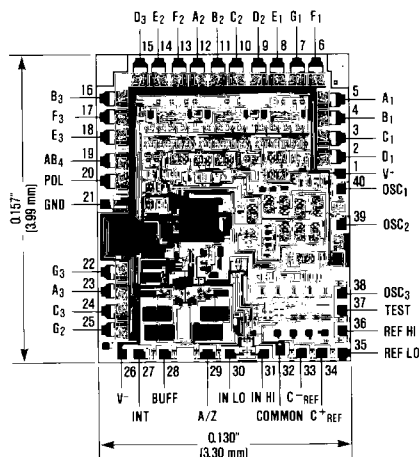 D₃ E₂ F₂ A₂ B₂ C₂ D₂ E₁ G₁ F₁
15 14 13 12 11 10 9 8 7 6
B₃ 16
F₃ 17
E₃ 18
AB₄ 19
POL 20
GND 21
G₃ 22
A₃ 23
C₃ 24
G₂ 25
5 A₁
4 B₁
3 C₁
2 D₁
1 V⁻
40 OSC₁
39 OSC₂
38 OSC₃
37 TEST
36 REF HI
35 REF LO
26 27 28 29 30 31 32 33 34
V⁻ BUFF IN LO IN HI C⁻REF
INT A/Z COMMON C⁺REF
0.157"
(3.99 mm)
0.130"
(3.30 mm)